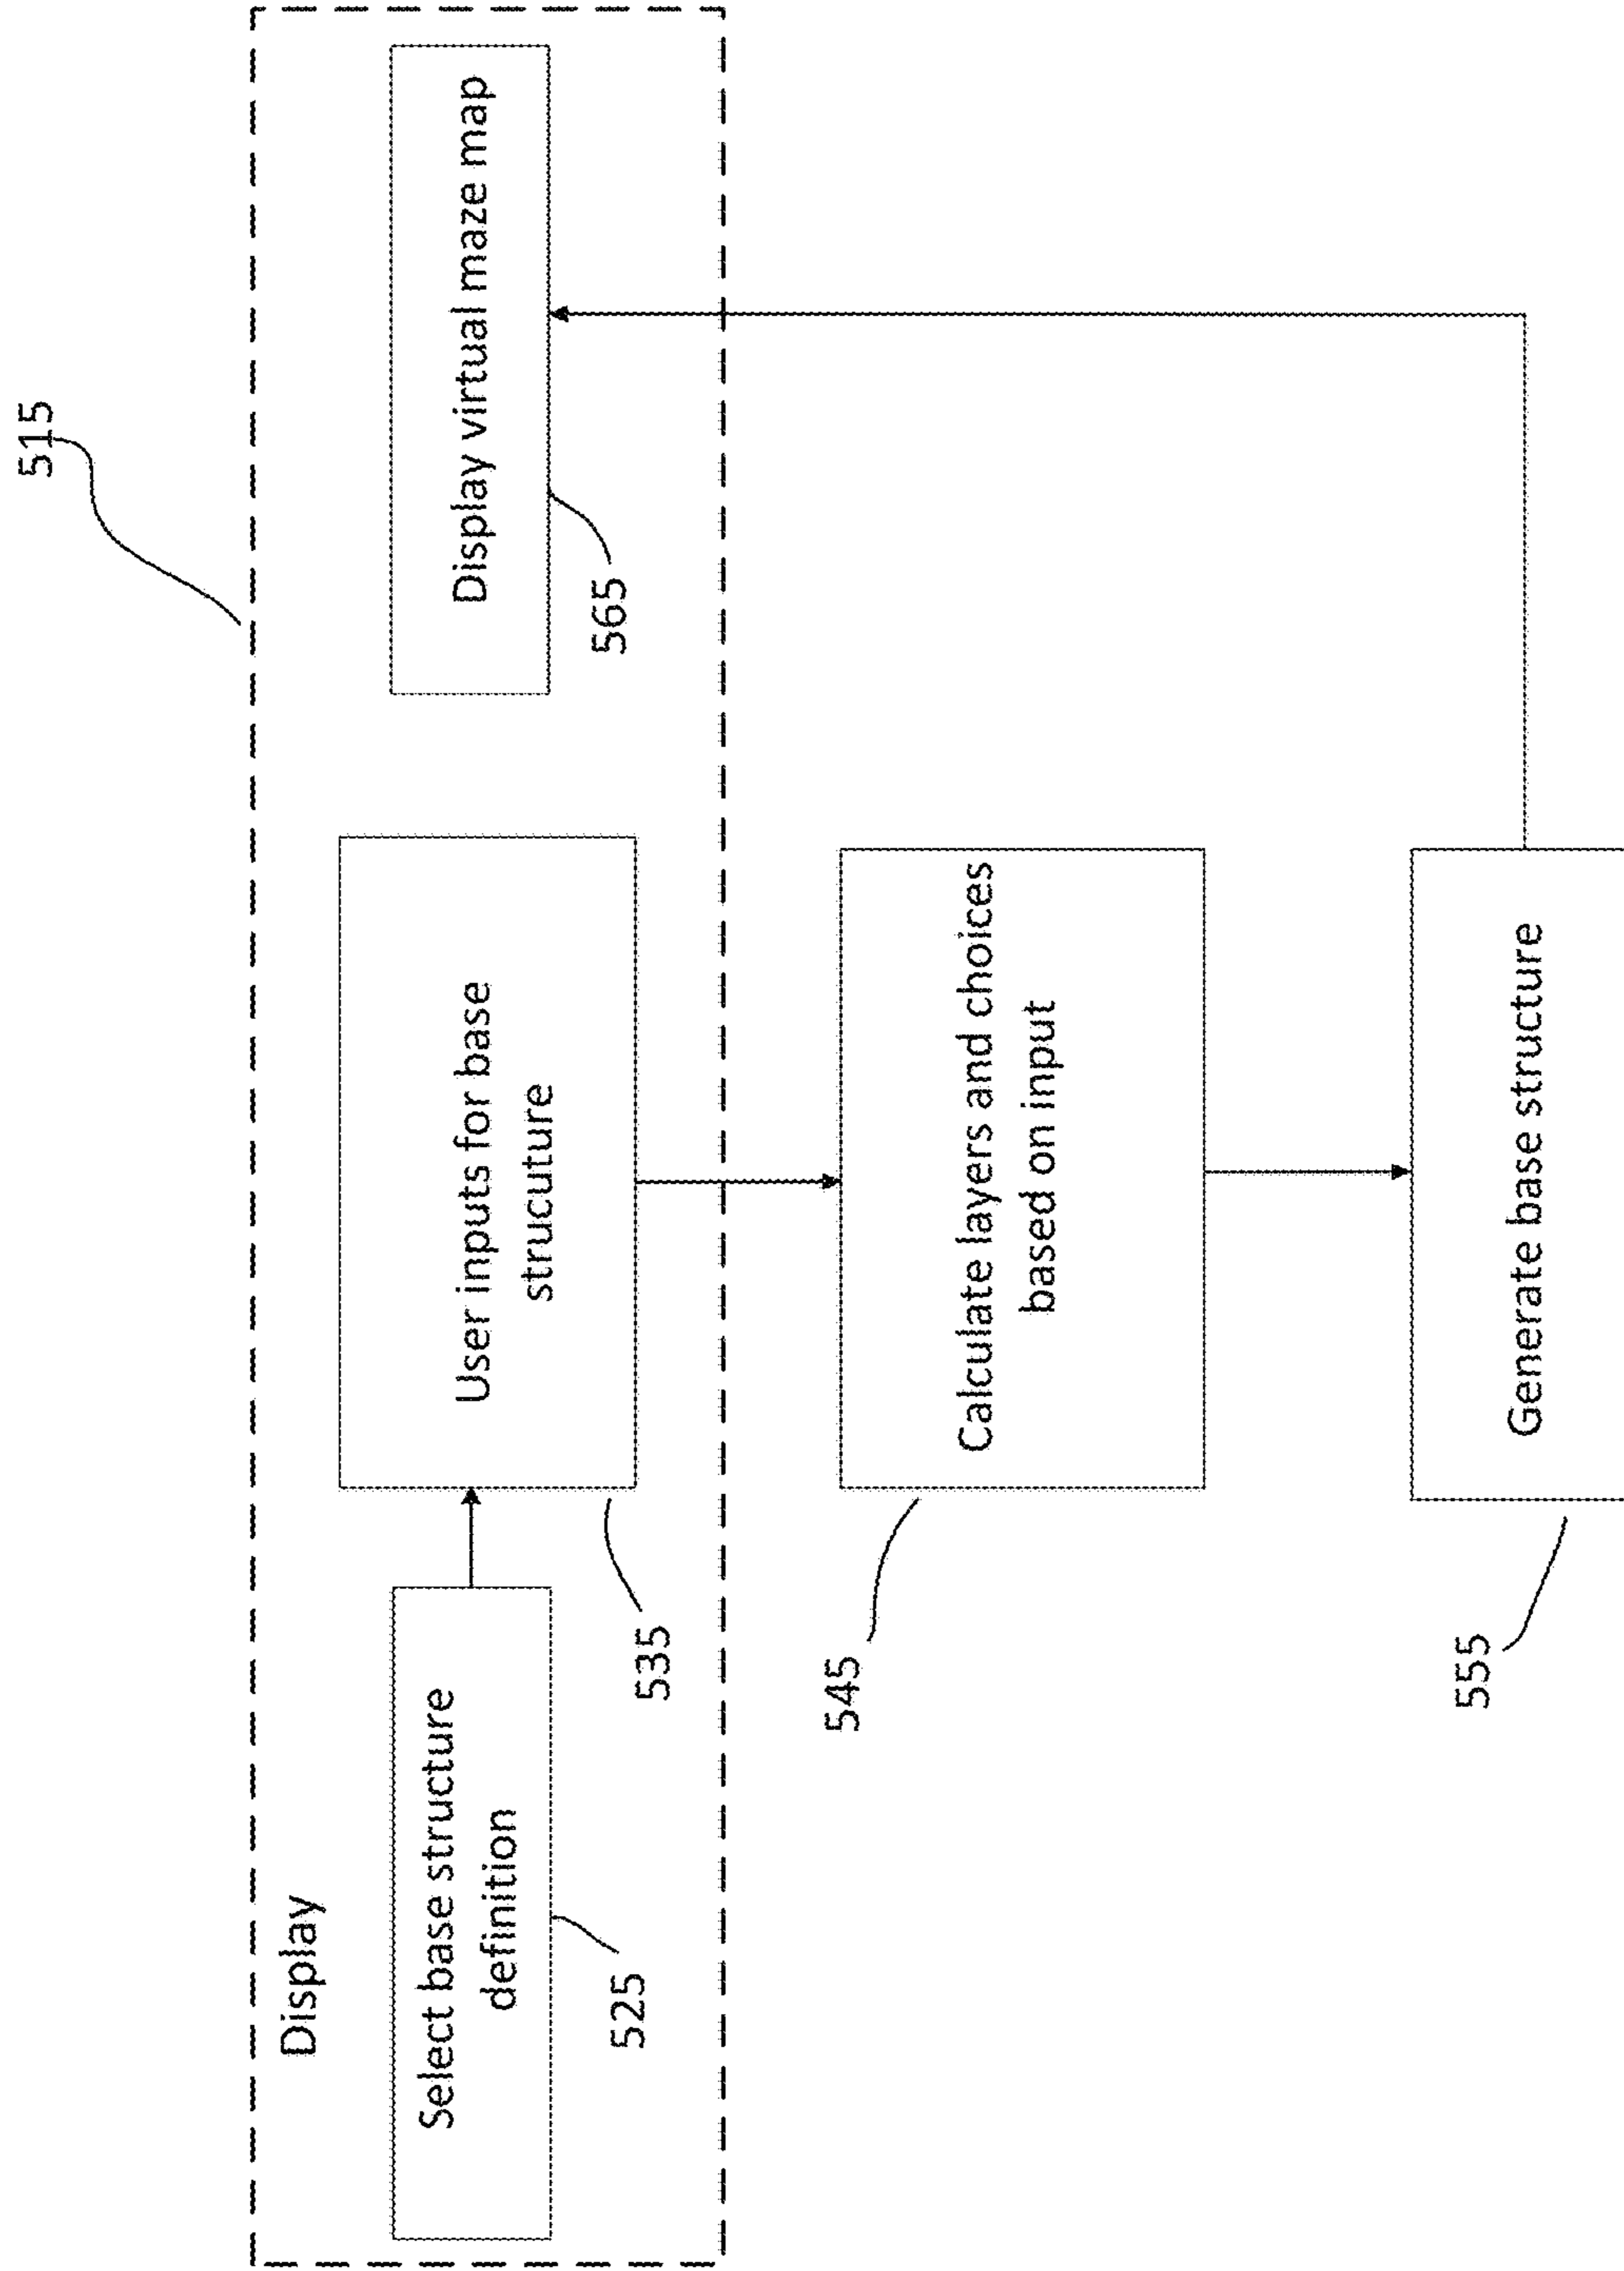 515
Display
Select base structure
definition
525
User inputs for base
strucuture
535
Display virtual maze map
565
Calculate layers and choices
based on input
545
Generate base structure
555